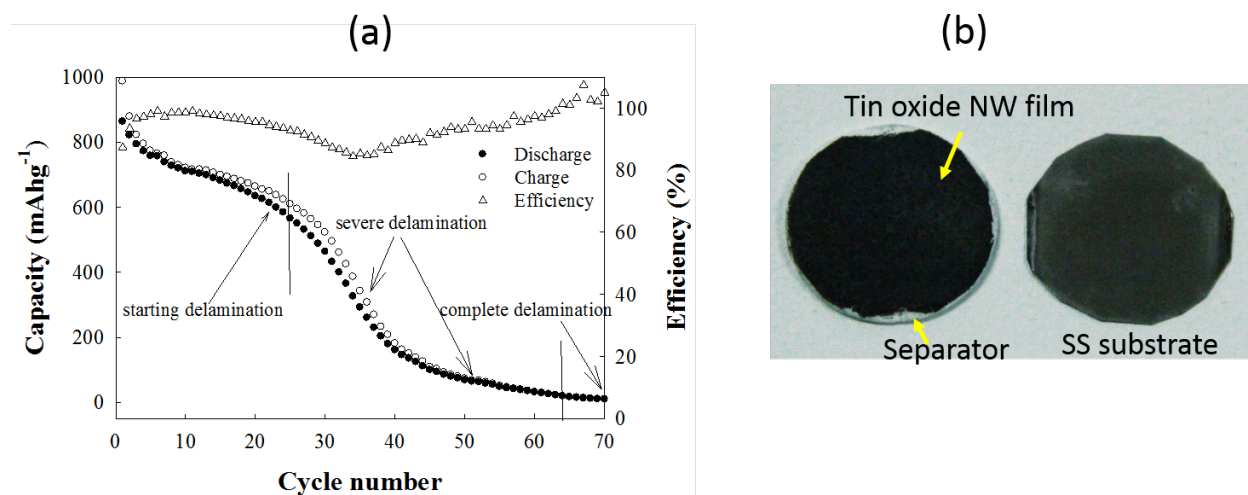 (a)
(b)
1000
800
600
400
200
0
Capacity (mAhg⁻¹)
100
80
60
40
20
0
Efficiency (%)
Discharge
Charge
Efficiency
severe delamination
starting delamination
complete delamination
0 10 20 30 40 50 60 70
Cycle number
Tin oxide NW film
Separator
SS substrate